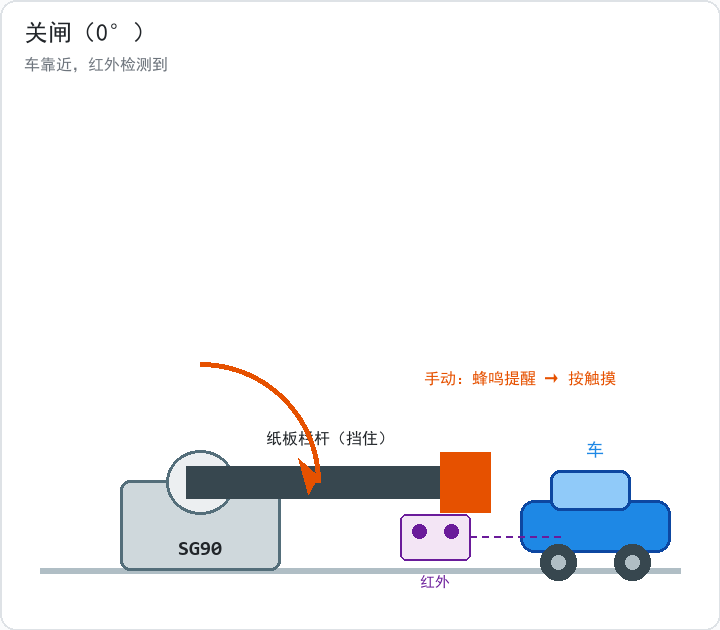 关闸（0°）
车靠近，红外检测到
手动：蜂鸣提醒 → 按触摸
纸板栏杆（挡住）
车
SG90
红外